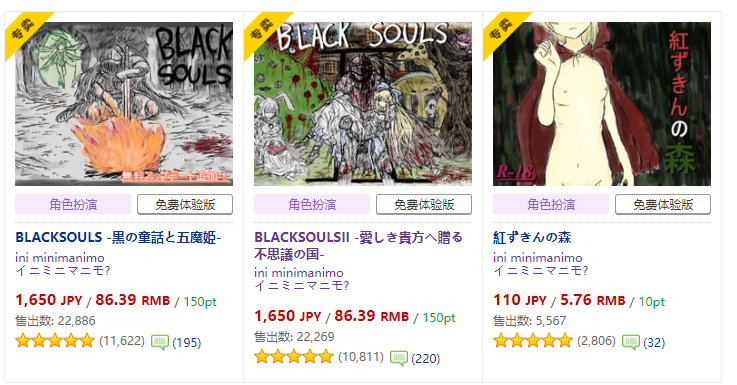 专卖
BLACK SOULS
無料アップデート追加!!
角色扮演
免费体验版
BLACKSOULS -黒の童話と五魔姫-
ini minimanimo
イニミニマニモ?
1,650 JPY / 86.39 RMB / 150pt
售出数: 22,886
(11,622) (195)
专卖
BLACK SOULS
角色扮演
免费体验版
BLACKSOULSII -愛しき貴方へ贈る
不思議の国-
ini minimanimo
イニミニマニモ?
1,650 JPY / 86.39 RMB / 150pt
售出数: 22,269
(10,811) (220)
专卖
紅ずきんの森
R-18
角色扮演
免费体验版
紅ずきんの森
ini minimanimo
イニミニマニモ?
110 JPY / 5.76 RMB / 10pt
售出数: 5,567
(2,806) (32)